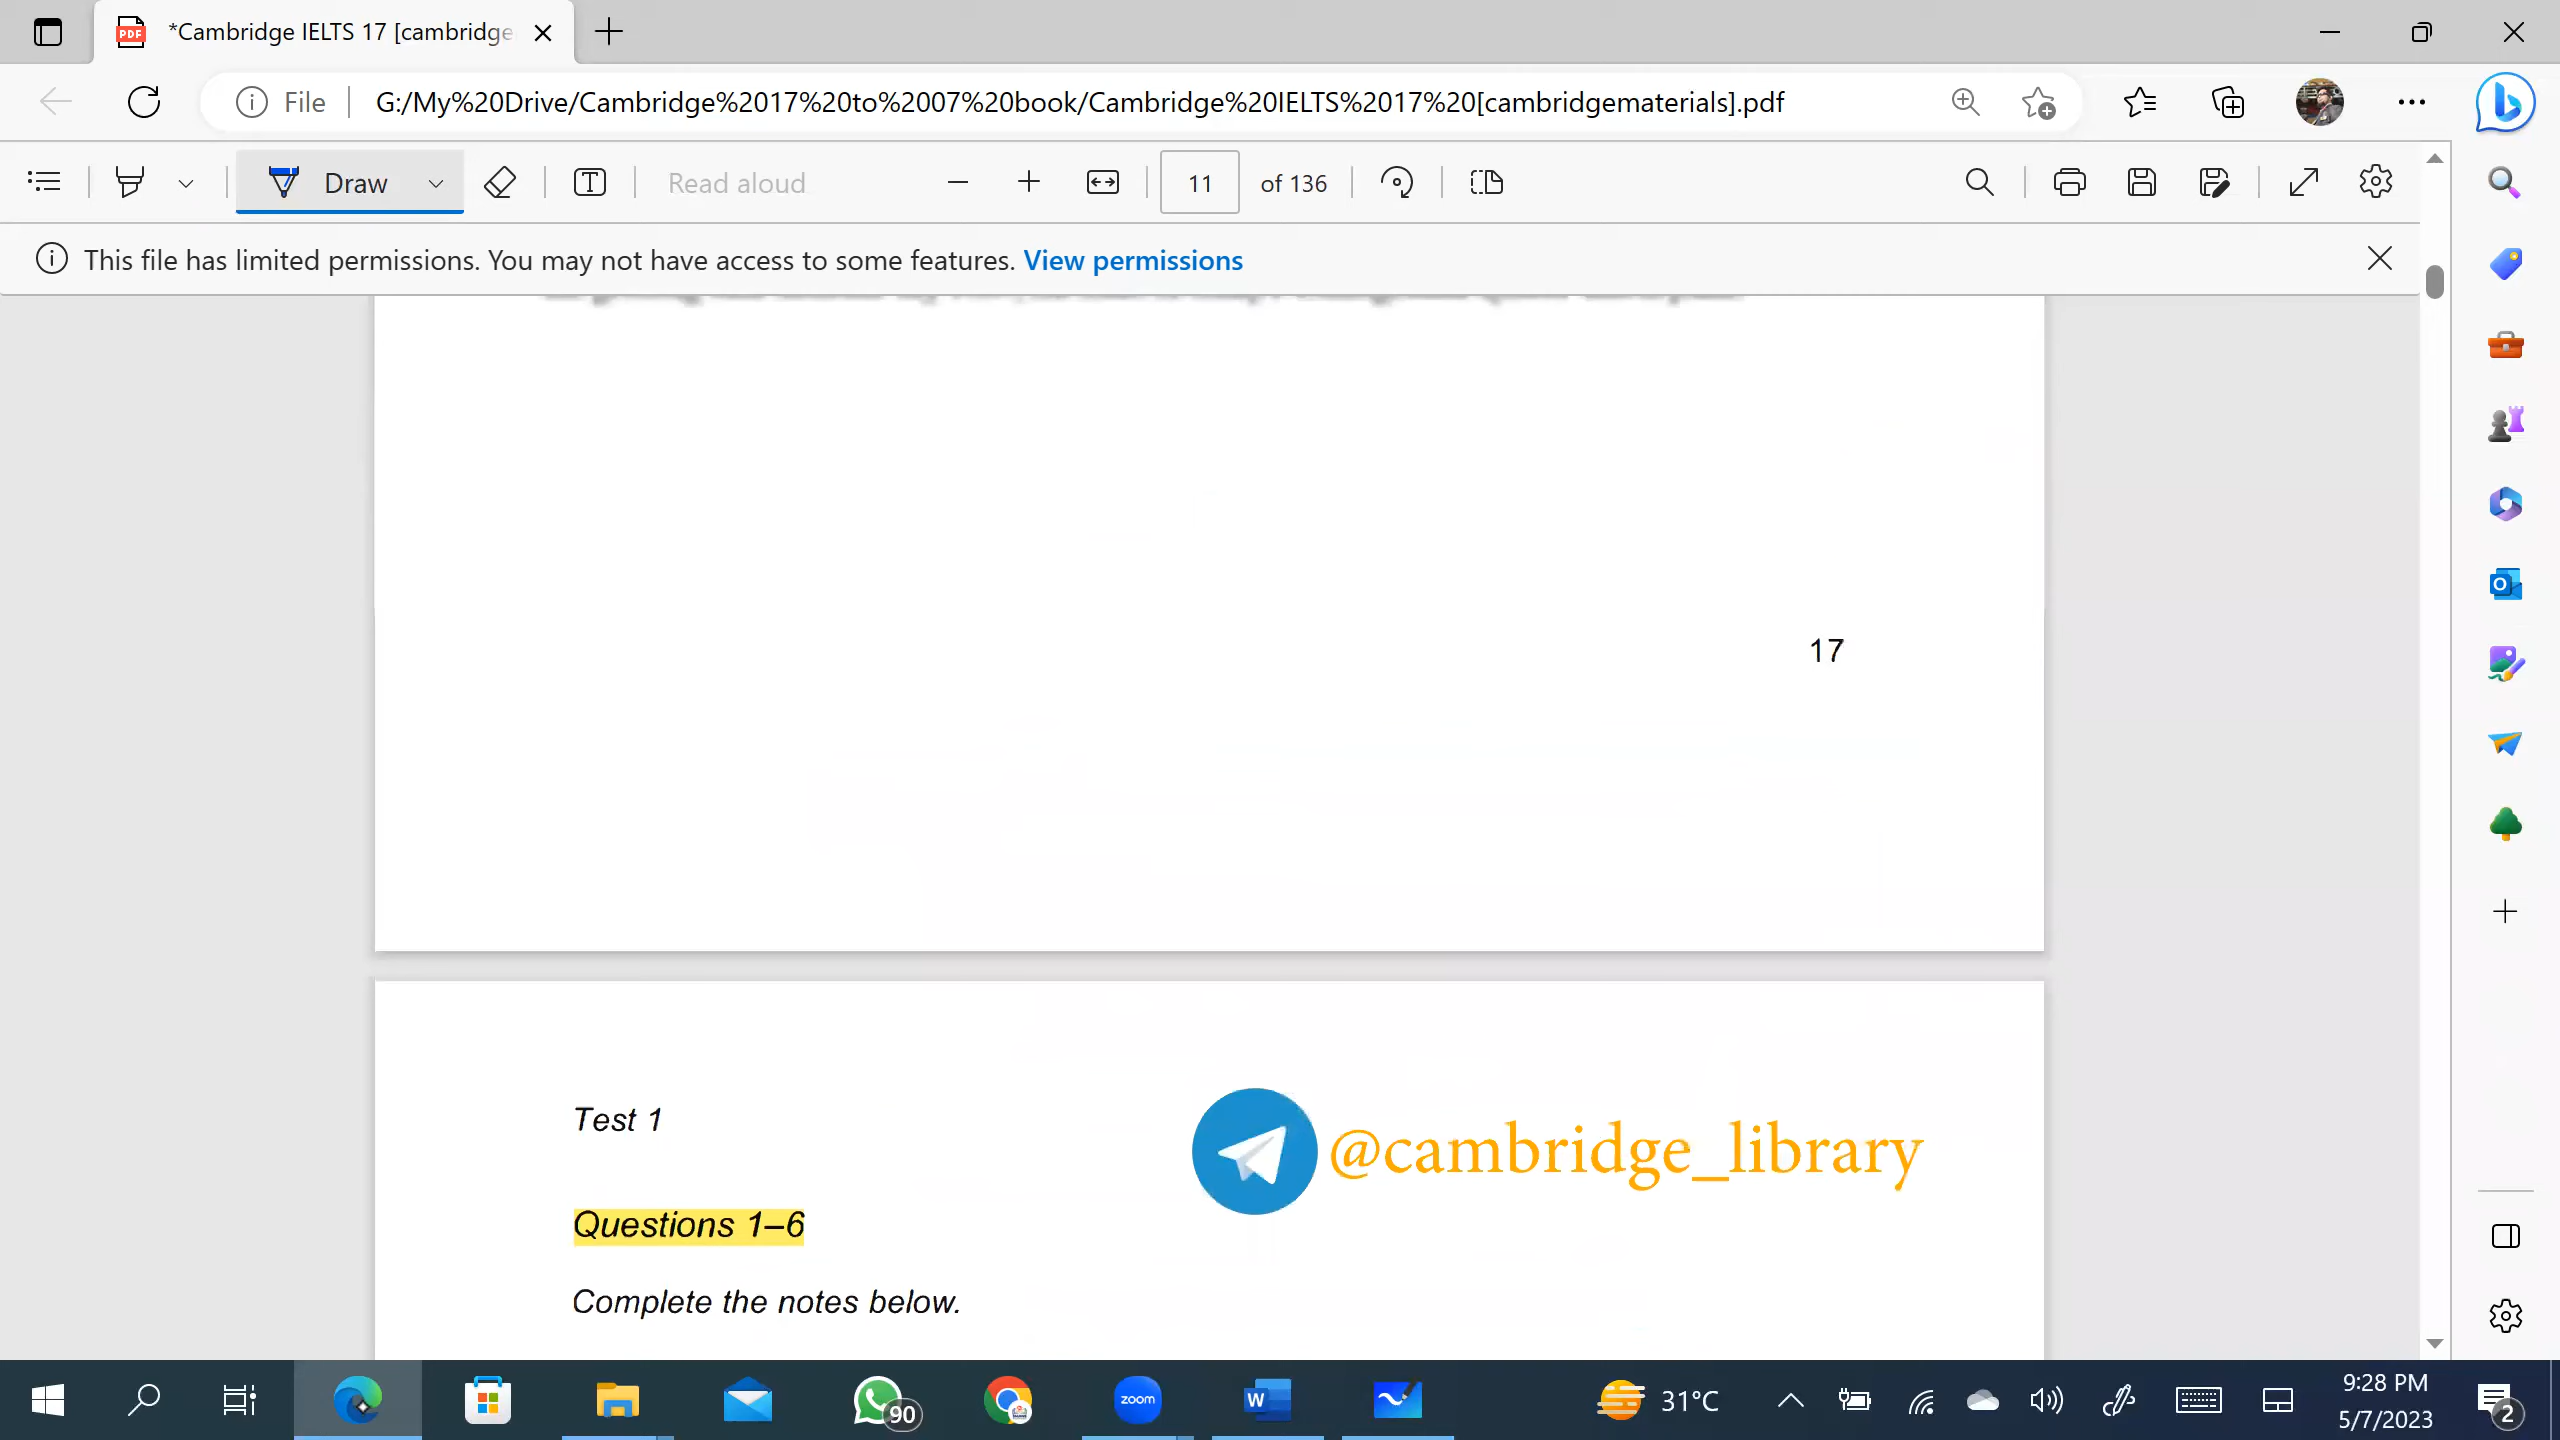 *Cambridge IELTS 17 [cambridge
File
G:/My%20Drive/Cambridge%2017%20to%2007%20book/Cambridge%20IELTS%2017%20[cambridgematerials].pdf
Draw
Read aloud
11 of 136
This file has limited permissions. You may not have access to some features. View permissions
17
Test 1
@cambridge_library
Questions 1–6
Complete the notes below.
90
zoom
W
31°C
9:28 PM
5/7/2023
2